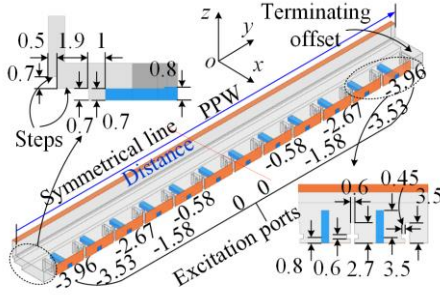 Terminating
offset
z
y
x
o
0.5
1.9
1
0.7
0.8
0.7
0.7
Steps
PPW
Symmetrical line
Distance
-3.96
-3.53
-2.67
-1.58
-0.58
0
0
-0.58
-1.58
-2.67
-3.53
-3.96
Excitation ports
0.45
0.6
3.5
0.8
0.6
2.7
3.5